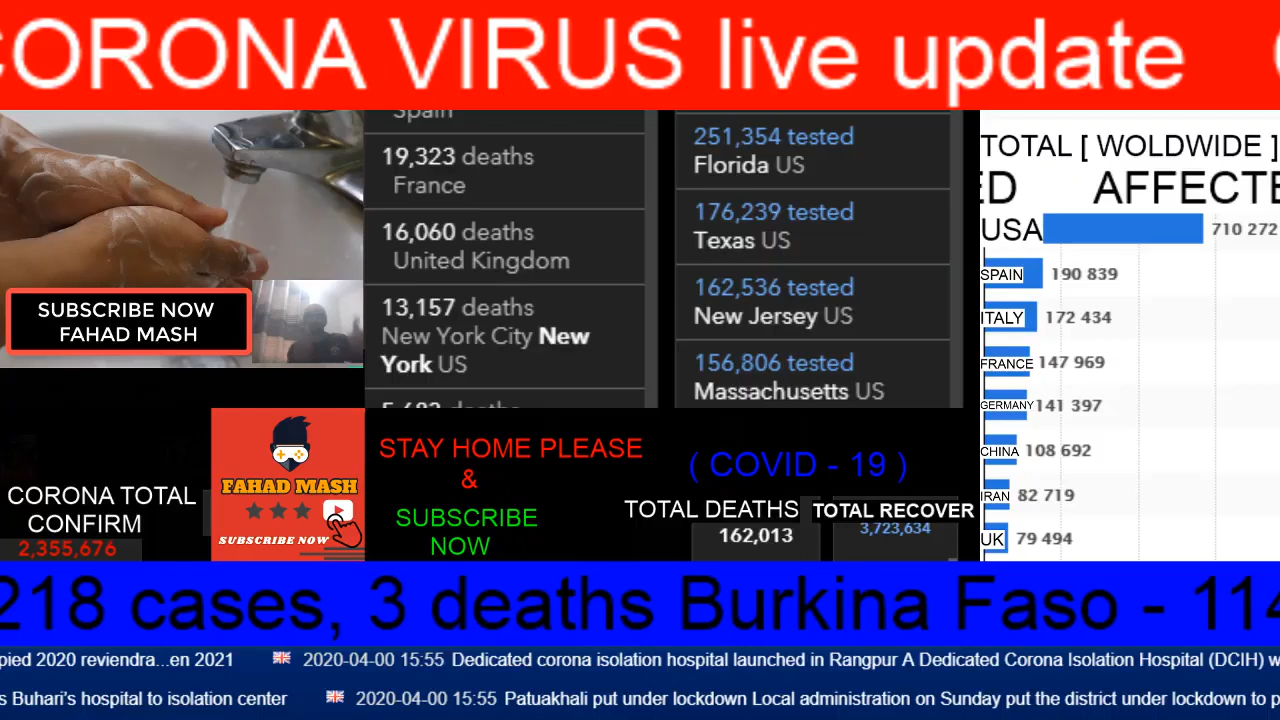 CORONA VIRUS live update
SUBSCRIBE NOW
FAHAD MASH
Spain
19,323 deaths
France
16,060 deaths
United Kingdom
13,157 deaths
New York City New
York US
deaths
251,354 tested
Florida US
176,239 tested
Texas US
162,536 tested
New Jersey US
156,806 tested
Massachusetts US
TOTAL [ WOLDWIDE ]
ED AFFECTE
USA 710 272
SPAIN 190 839
ITALY 172 434
FRANCE 147 969
GERMANY 141 397
CHINA 108 692
IRAN 82 719
UK 79 494
CORONA TOTAL
CONFIRM
2,355,676
FAHAD MASH
SUBSCRIBE NOW
STAY HOME PLEASE
&
SUBSCRIBE
NOW
( COVID - 19 )
TOTAL DEATHS
162,013
TOTAL RECOVER
3,723,634
218 cases, 3 deaths Burkina Faso - 114
pied 2020 reviendra...en 2021 2020-04-00 15:55 Dedicated corona isolation hospital launched in Rangpur A Dedicated Corona Isolation Hospital (DCIH) w
s Buhari's hospital to isolation center 2020-04-00 15:55 Patuakhali put under lockdown Local administration on Sunday put the district under lockdown to p